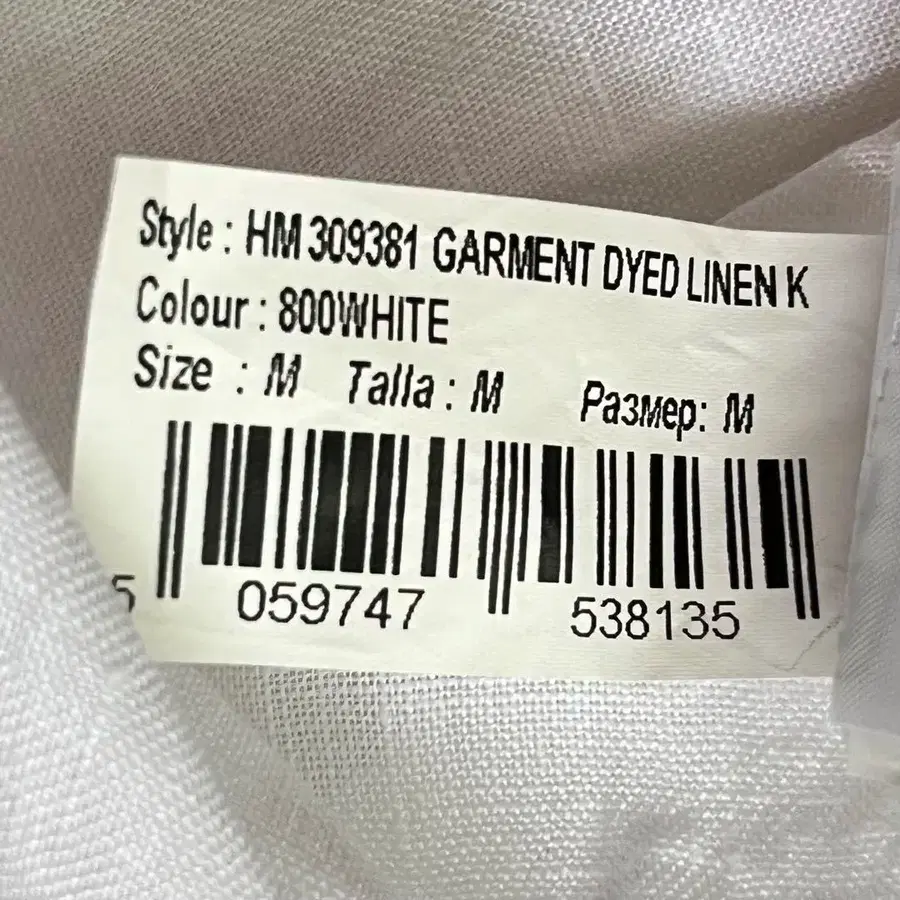 Style : HM 309381 GARMENT DYED LINEN K
Colour : 800WHITE
Size : M Talla : M Размер: M
5 059747 538135